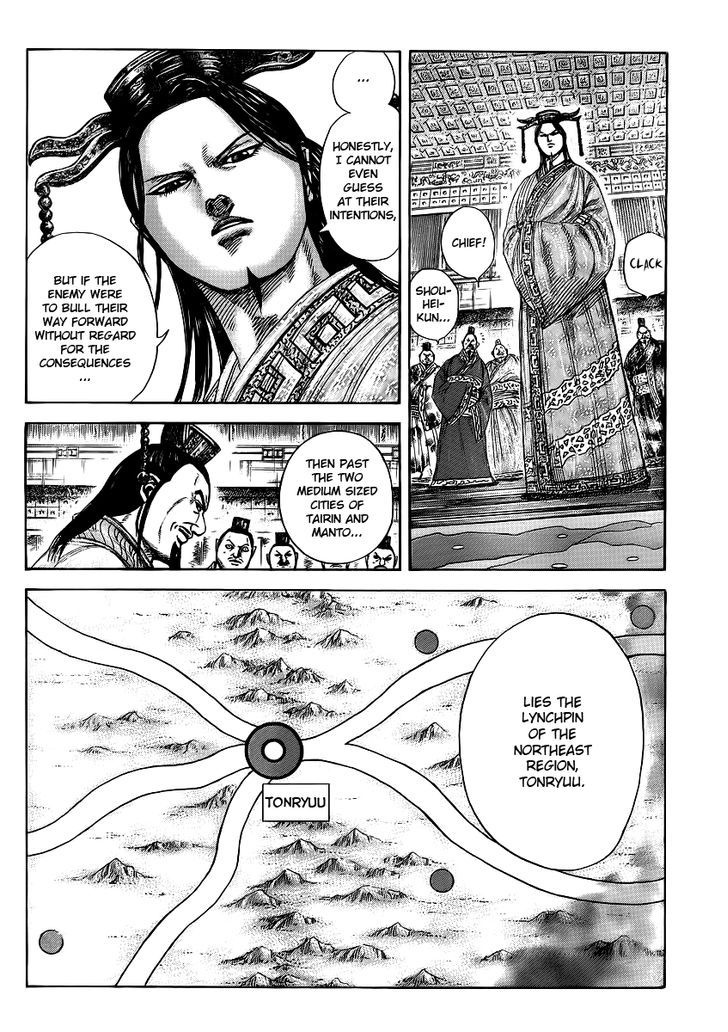 CHIEF!
SHOU-
HEI-
KUN...
CLACK
...
HONESTLY,
I CANNOT
EVEN
GUESS
AT THEIR
INTENTIONS,
BUT IF THE
ENEMY WERE
TO BULL THEIR
WAY FORWARD
WITHOUT REGARD
FOR THE
CONSEQUENCES
...
THEN PAST
THE TWO
MEDIUM SIZED
CITIES OF
TAIRIN AND
MANTO...
LIES THE
LYNCHPIN
OF THE
NORTHEAST
REGION,
TONRYUU.
TONRYUU